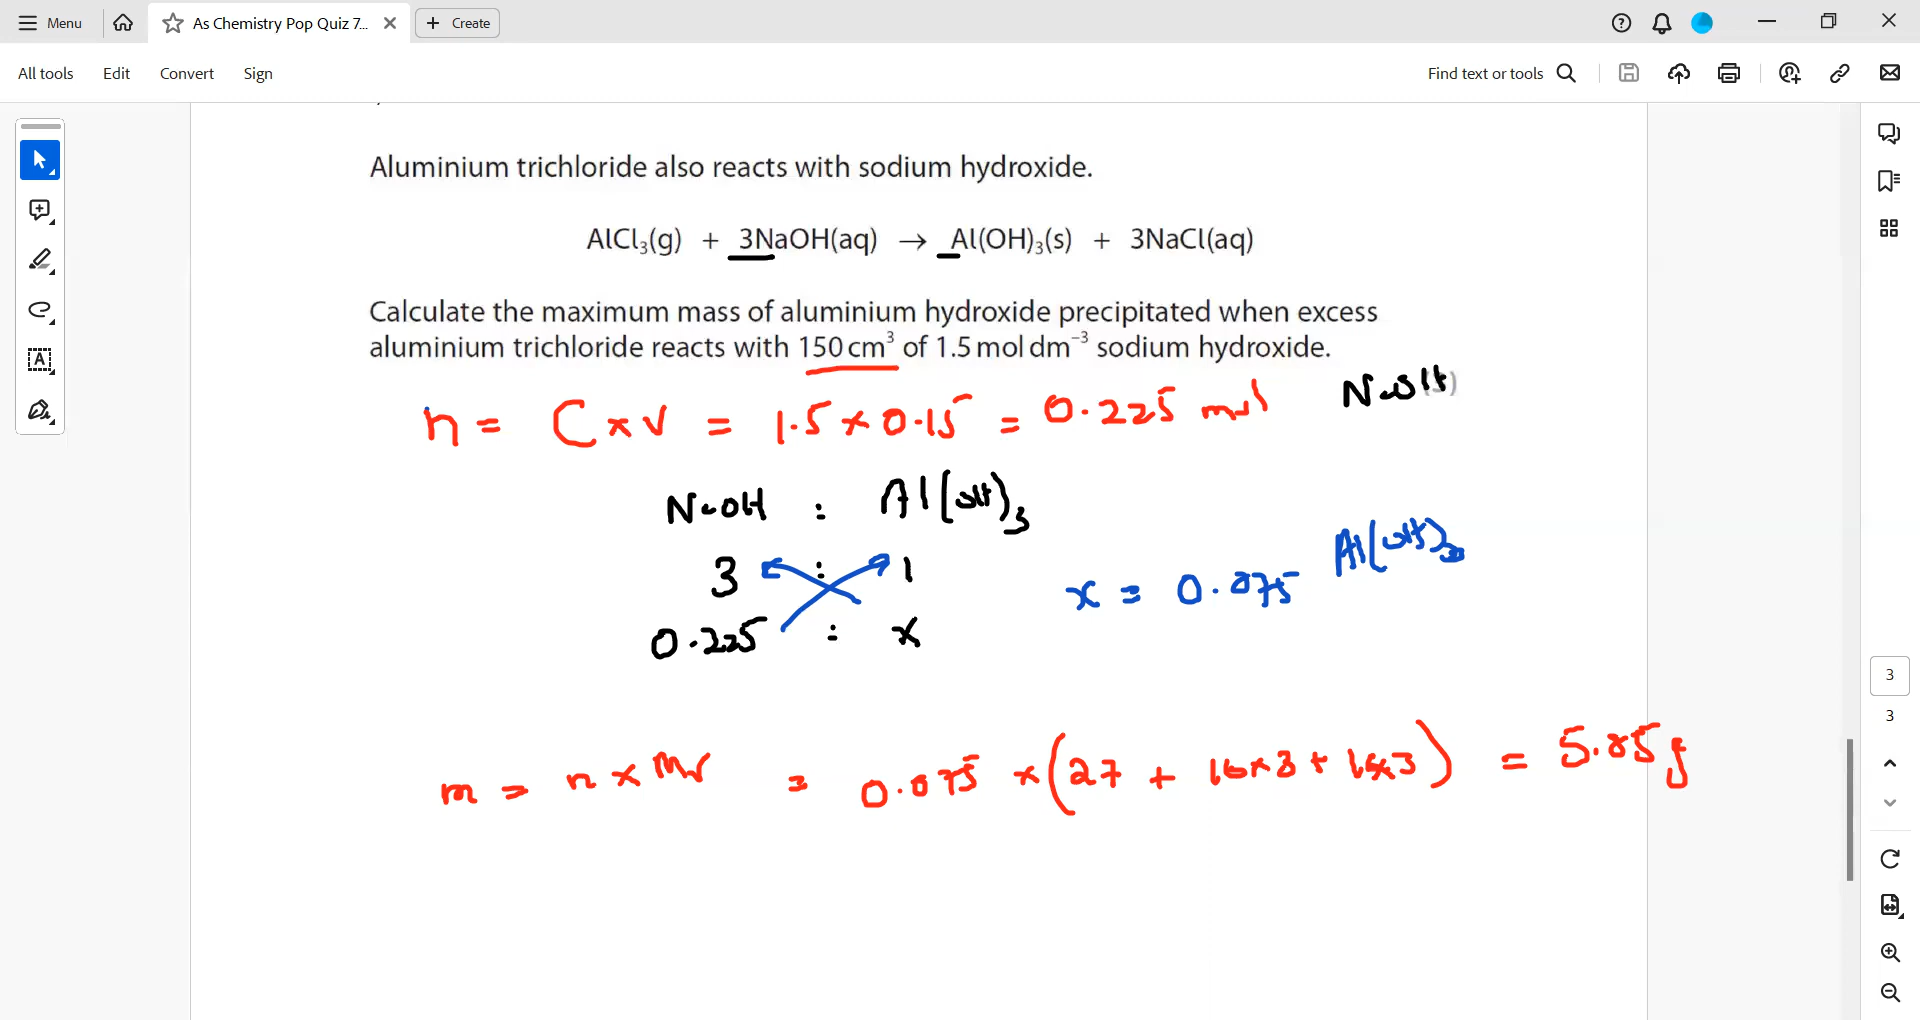 Menu As Chemistry Pop Quiz 7... Create
All tools Edit Convert Sign Find text or tools
Aluminium trichloride also reacts with sodium hydroxide.
AlCl₃(g) + 3NaOH(aq) → Al(OH)₃(s) + 3NaCl(aq)
Calculate the maximum mass of aluminium hydroxide precipitated when excess
aluminium trichloride reacts with 150 cm³ of 1.5 mol dm⁻³ sodium hydroxide.
n = C x V = 1.5 x 0.15 = 0.225 mol NaOH
NaOH : Al(OH)₃
3 : 1
x = 0.075 Al(OH)₃
0.225 : x
3
3
m = n x Mr = 0.075 x (27 + 16x3 + 1x3) = 5.85g